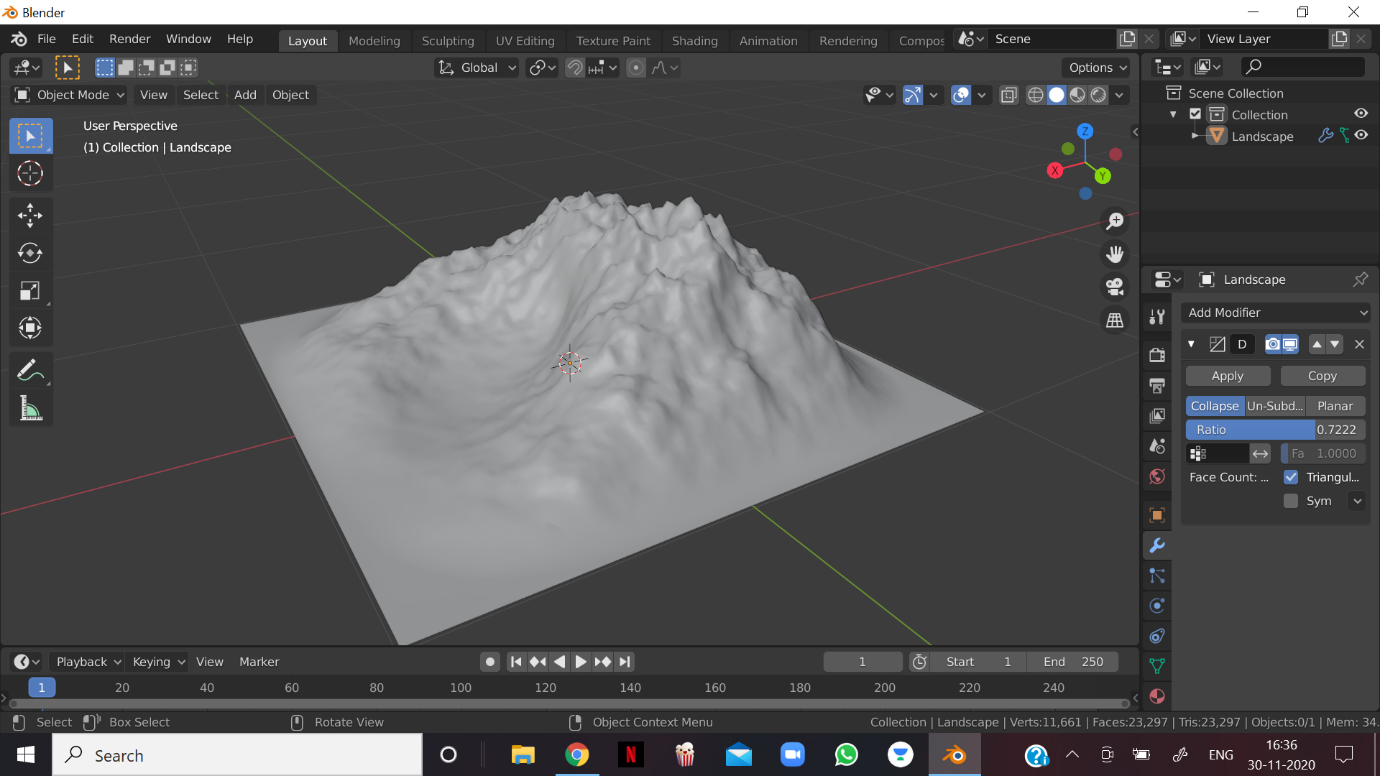 Blender
File Edit Render Window Help Layout Modeling Sculpting UV Editing Texture Paint Shading Animation Rendering Compos Scene View Layer
Global Options
Object Mode View Select Add Object
User Perspective
(1) Collection | Landscape
Z
X
Y
Scene Collection
Collection
Landscape
Landscape
Add Modifier
D
Apply Copy
Collapse Un-Subd... Planar
Ratio 0.7222
Fa 1.0000
Face Count: ... Triangul...
Sym
Playback Keying View Marker 1 Start 1 End 250
1 20 40 60 80 100 120 140 160 180 200 220 240
Select Box Select Rotate View Object Context Menu Collection | Landscape | Verts:11,661 | Faces:23,297 | Tris:23,297 | Objects:0/1 | Mem: 34.
Search
N
ENG
16:36
30-11-2020